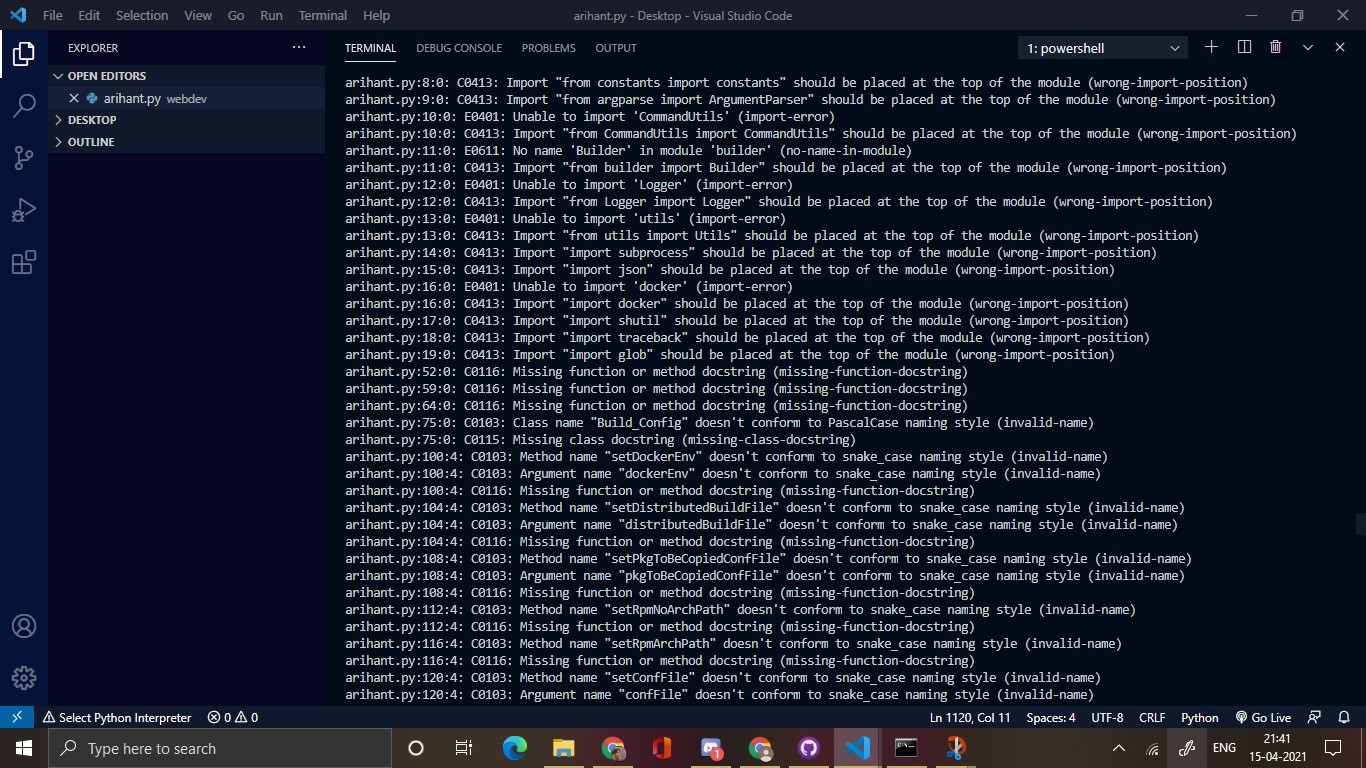 File Edit Selection View Go Run Terminal Help
arihant.py - Desktop - Visual Studio Code
EXPLORER
OPEN EDITORS
arihant.py webdev
DESKTOP
OUTLINE
TERMINAL DEBUG CONSOLE PROBLEMS OUTPUT
1: powershell
arihant.py:8:0: C0413: Import "from constants import constants" should be placed at the top of the module (wrong-import-position)
arihant.py:9:0: C0413: Import "from argparse import ArgumentParser" should be placed at the top of the module (wrong-import-position)
arihant.py:10:0: E0401: Unable to import 'CommandUtils' (import-error)
arihant.py:10:0: C0413: Import "from CommandUtils import CommandUtils" should be placed at the top of the module (wrong-import-position)
arihant.py:11:0: E0611: No name 'Builder' in module 'builder' (no-name-in-module)
arihant.py:11:0: C0413: Import "from builder import Builder" should be placed at the top of the module (wrong-import-position)
arihant.py:12:0: E0401: Unable to import 'Logger' (import-error)
arihant.py:12:0: C0413: Import "from Logger import Logger" should be placed at the top of the module (wrong-import-position)
arihant.py:13:0: E0401: Unable to import 'utils' (import-error)
arihant.py:13:0: C0413: Import "from utils import Utils" should be placed at the top of the module (wrong-import-position)
arihant.py:14:0: C0413: Import "import subprocess" should be placed at the top of the module (wrong-import-position)
arihant.py:15:0: C0413: Import "import json" should be placed at the top of the module (wrong-import-position)
arihant.py:16:0: E0401: Unable to import 'docker' (import-error)
arihant.py:16:0: C0413: Import "import docker" should be placed at the top of the module (wrong-import-position)
arihant.py:17:0: C0413: Import "import shutil" should be placed at the top of the module (wrong-import-position)
arihant.py:18:0: C0413: Import "import traceback" should be placed at the top of the module (wrong-import-position)
arihant.py:19:0: C0413: Import "import glob" should be placed at the top of the module (wrong-import-position)
arihant.py:52:0: C0116: Missing function or method docstring (missing-function-docstring)
arihant.py:59:0: C0116: Missing function or method docstring (missing-function-docstring)
arihant.py:64:0: C0116: Missing function or method docstring (missing-function-docstring)
arihant.py:75:0: C0103: Class name "Build_Config" doesn't conform to PascalCase naming style (invalid-name)
arihant.py:75:0: C0115: Missing class docstring (missing-class-docstring)
arihant.py:100:4: C0103: Method name "setDockerEnv" doesn't conform to snake_case naming style (invalid-name)
arihant.py:100:4: C0103: Argument name "dockerEnv" doesn't conform to snake_case naming style (invalid-name)
arihant.py:100:4: C0116: Missing function or method docstring (missing-function-docstring)
arihant.py:104:4: C0103: Method name "setDistributedBuildFile" doesn't conform to snake_case naming style (invalid-name)
arihant.py:104:4: C0103: Argument name "distributedBuildFile" doesn't conform to snake_case naming style (invalid-name)
arihant.py:104:4: C0116: Missing function or method docstring (missing-function-docstring)
arihant.py:108:4: C0103: Method name "setPkgToBeCopiedConfFile" doesn't conform to snake_case naming style (invalid-name)
arihant.py:108:4: C0103: Argument name "pkgToBeCopiedConfFile" doesn't conform to snake_case naming style (invalid-name)
arihant.py:108:4: C0116: Missing function or method docstring (missing-function-docstring)
arihant.py:112:4: C0103: Method name "setRpmNoArchPath" doesn't conform to snake_case naming style (invalid-name)
arihant.py:112:4: C0116: Missing function or method docstring (missing-function-docstring)
arihant.py:116:4: C0103: Method name "setRpmArchPath" doesn't conform to snake_case naming style (invalid-name)
arihant.py:116:4: C0116: Missing function or method docstring (missing-function-docstring)
arihant.py:120:4: C0103: Method name "setConfFile" doesn't conform to snake_case naming style (invalid-name)
arihant.py:120:4: C0103: Argument name "confFile" doesn't conform to snake_case naming style (invalid-name)
Select Python Interpreter 0 0 Ln 1120, Col 11 Spaces: 4 UTF-8 CRLF Python Go Live
Type here to search
1
ENG
21:41
15-04-2021